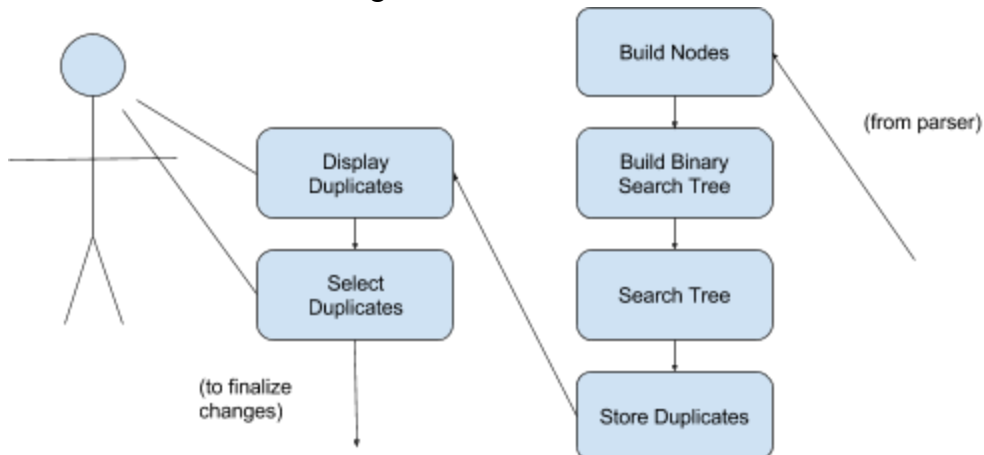 Build Nodes
(from parser)
Display
Duplicates
Build Binary
Search Tree
Select
Duplicates
Search Tree
(to finalize
changes)
Store Duplicates